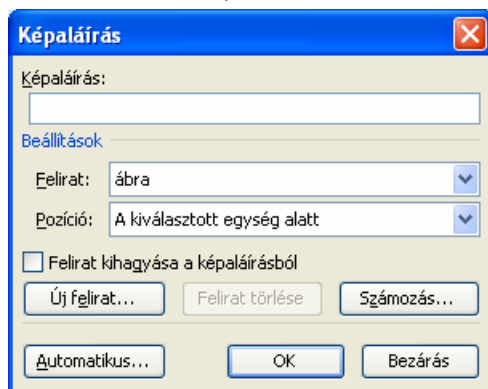 Képaláírás
Képaláírás:
Beállítások
Felirat: ábra
Pozíció: A kiválasztott egység alatt
Felirat kihagyása a képaláírásból
Új felirat... Felirat törlése Számozás...
Automatikus... OK Bezárás